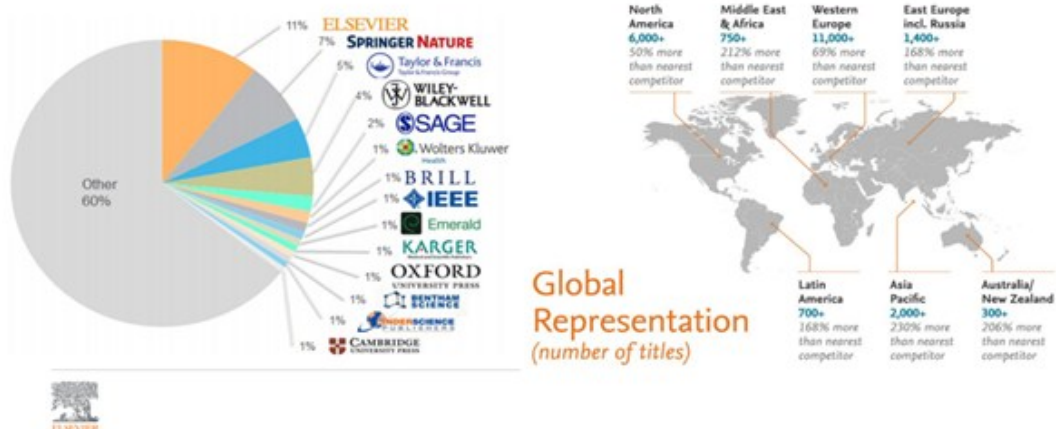 11%
ELSEVIER
7%
SPRINGER NATURE
5%
Taylor & Francis
Taylor & Francis Group
4%
WILEY-
BLACKWELL
2%
SAGE
1%
Wolters Kluwer
Health
1%
BRILL
1%
IEEE
1%
Emerald
1%
KARGER
1%
OXFORD
UNIVERSITY PRESS
1%
BENTHAM
SCIENCE
1%
INDERSCIENCE
PUBLISHERS
1%
CAMBRIDGE
UNIVERSITY PRESS
Other
60%
ELSEVIER
North
America
6,000+
50% more
than nearest
competitor
Middle East
& Africa
750+
212% more
than nearest
competitor
Western
Europe
11,000+
69% more
than nearest
competitor
East Europe
incl. Russia
1,400+
168% more
than nearest
competitor
Global
Representation
(number of titles)
Latin
America
700+
168% more
than nearest
competitor
Asia
Pacific
2,000+
230% more
than nearest
competitor
Australia/
New Zealand
300+
206% more
than nearest
competitor